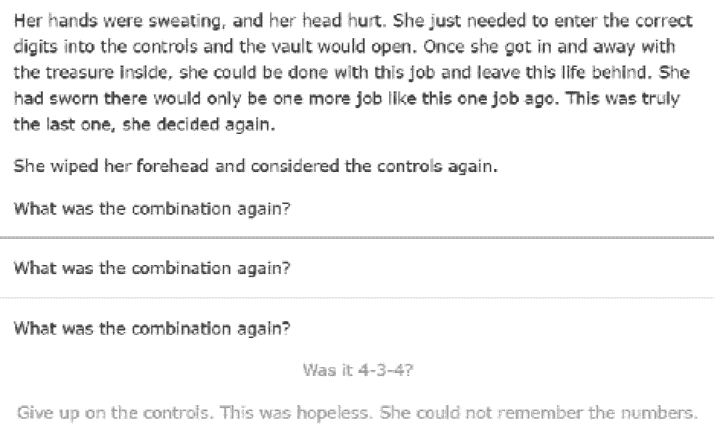 Her hands were sweating, and her head hurt. She just needed to enter the correct
digits into the controls and the vault would open. Once she got in and away with
the treasure inside, she could be done with this job and leave this life behind. She
had sworn there would only be one more job like this one job ago. This was truly
the last one, she decided again.
She wiped her forehead and considered the controls again.
What was the combination again?
What was the combination again?
What was the combination again?
Was it 4-3-4?
Give up on the controls. This was hopeless. She could not remember the numbers.